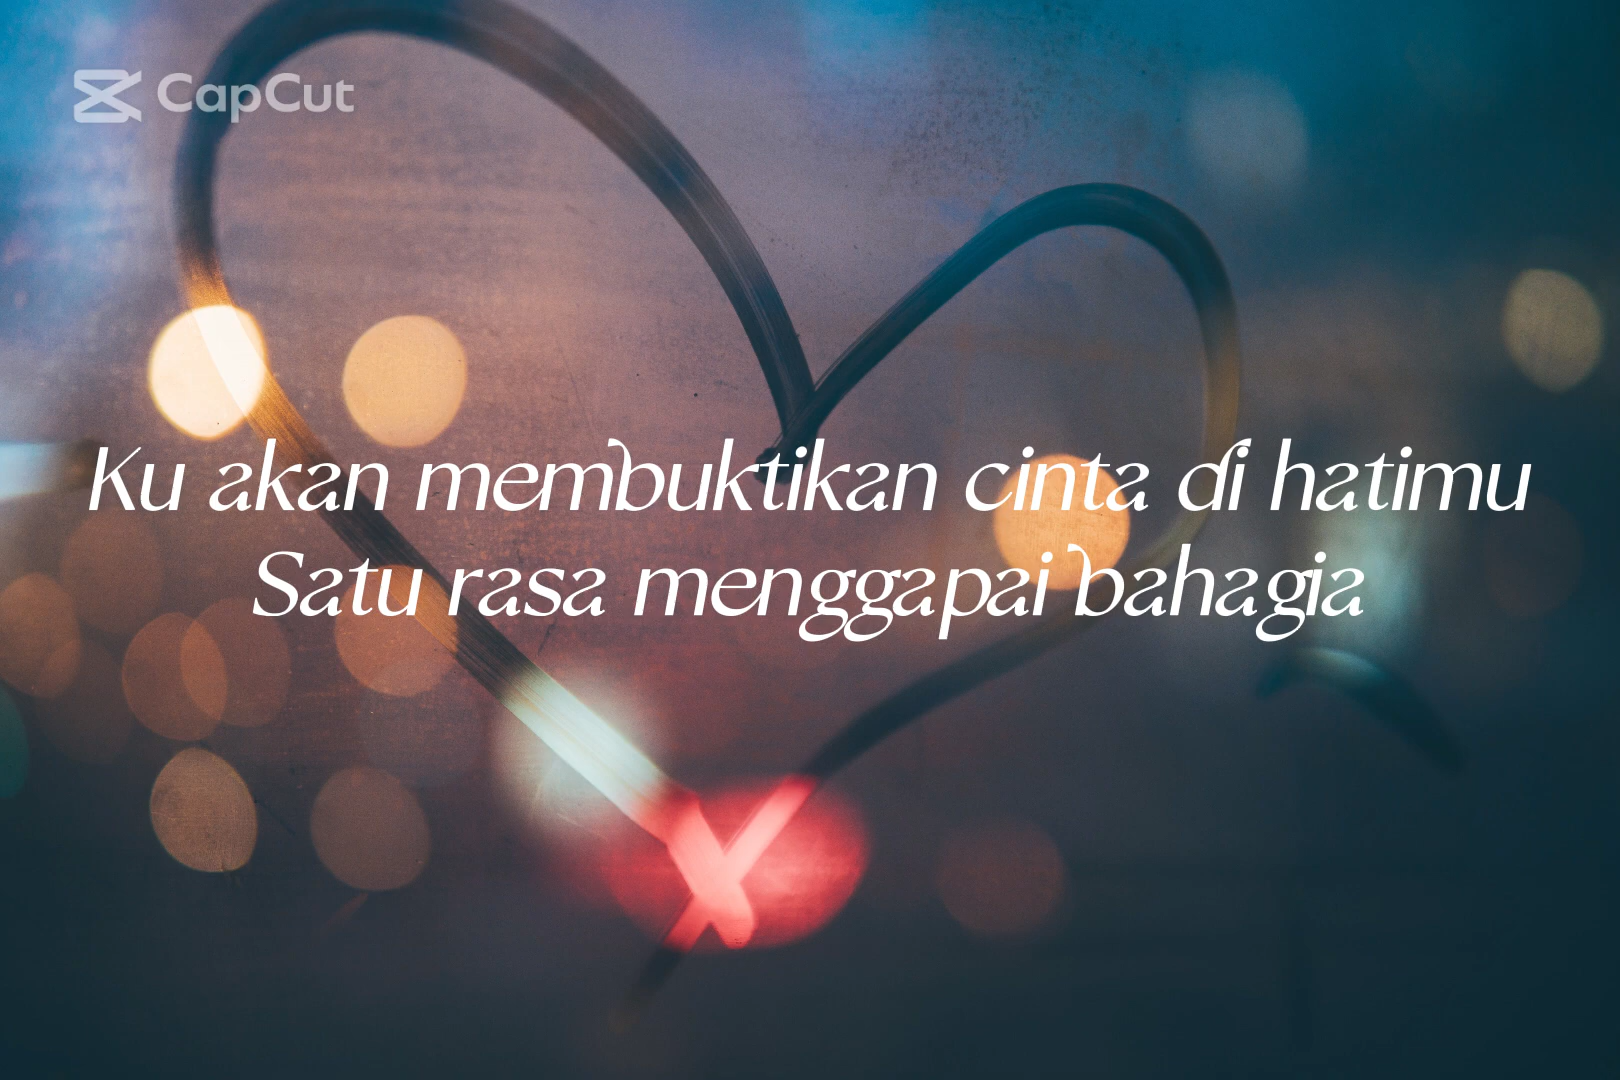 CapCut
Ku akan membuktikan cinta di hatimu
Satu rasa menggapai bahagia